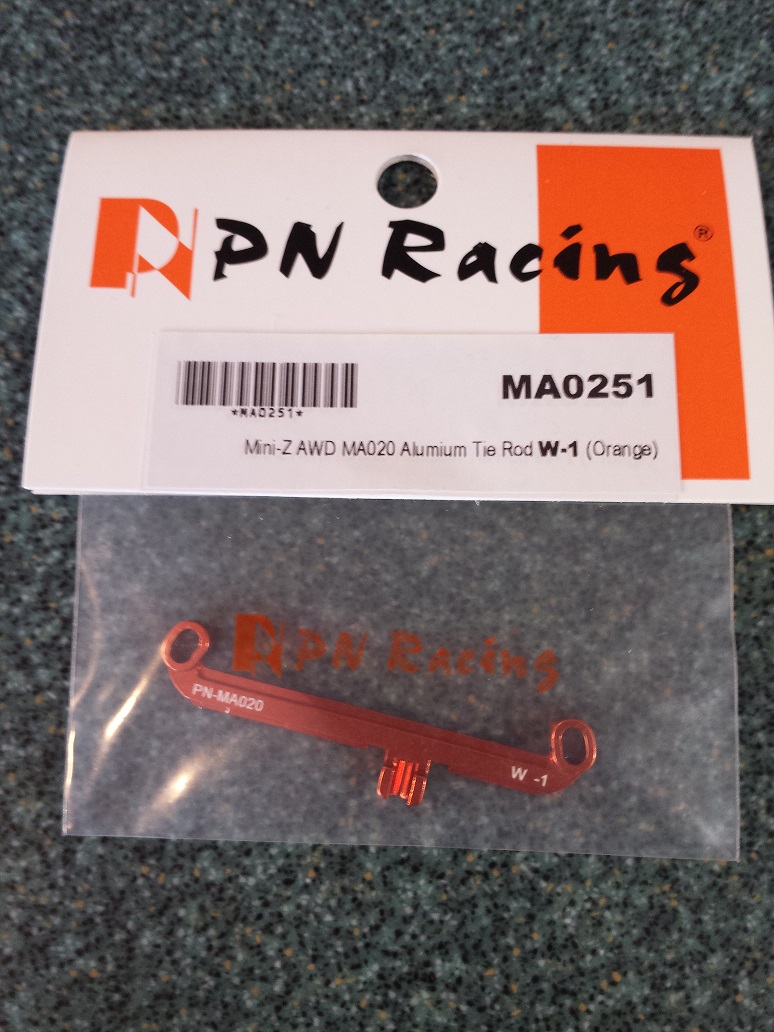 PN Racing®
MA0251
*MA0251*
Mini-Z AWD MA020 Alumium Tie Rod W-1 (Orange)
PN Racing
PN-MA020
W -1